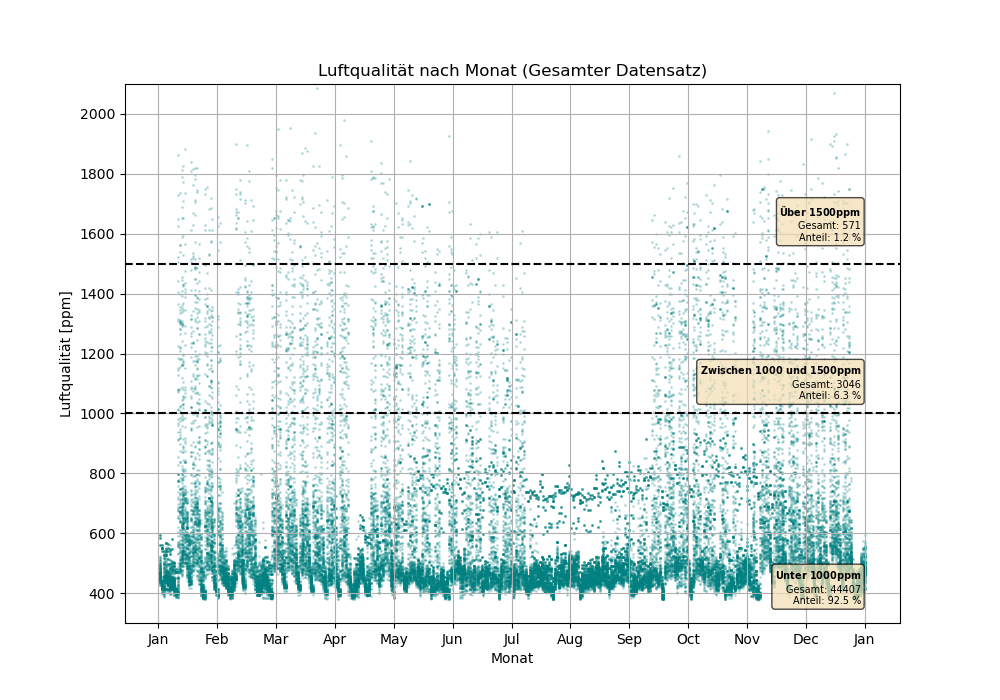 Luftqualität nach Monat (Gesamter Datensatz)
2000
1800
1600
1400
1200
1000
800
600
400
Luftqualität [ppm]
Über 1500ppm
Gesamt: 571
Anteil: 1.2 %
Zwischen 1000 und 1500ppm
Gesamt: 3046
Anteil: 6.3 %
Unter 1000ppm
Gesamt: 44407
Anteil: 92.5 %
Jan Feb Mar Apr May Jun Jul Aug Sep Oct Nov Dec Jan
Monat